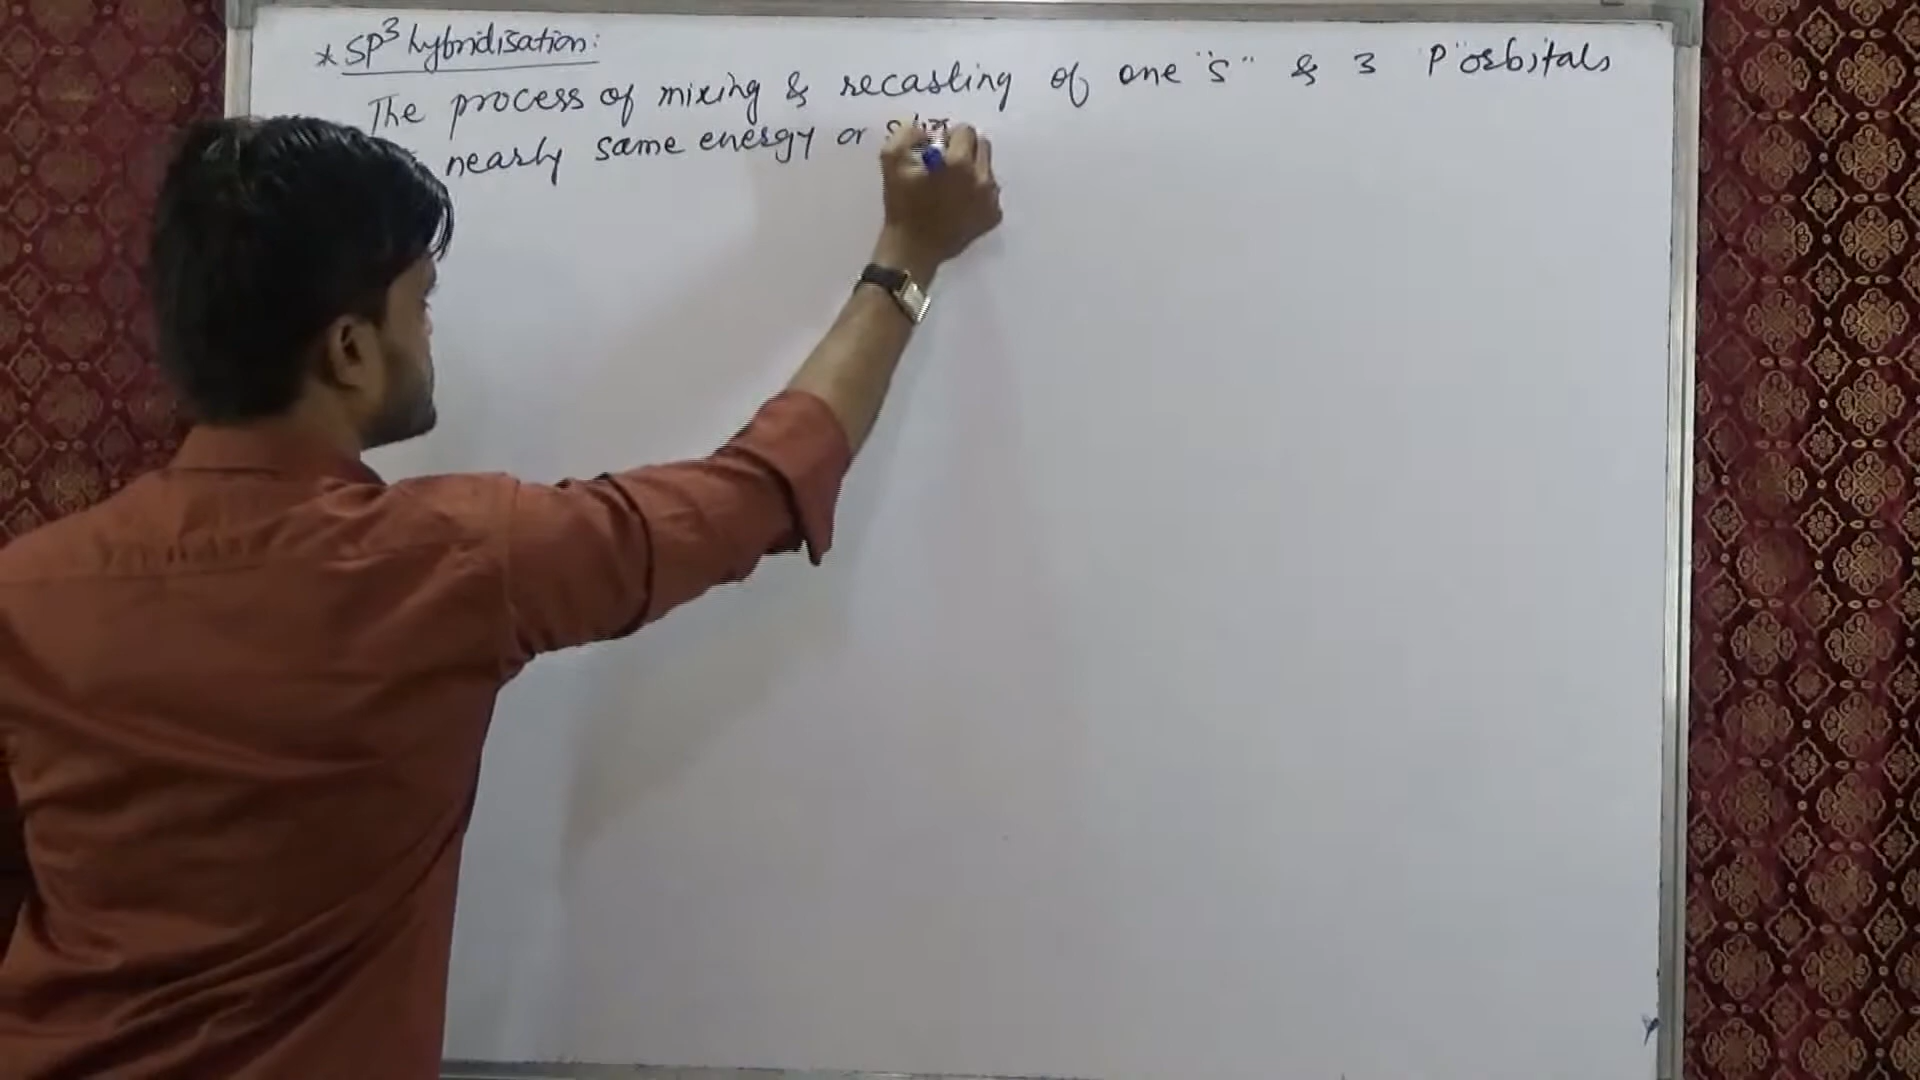 * SP³ hybridisation:
The process of mixing & recasting of one "s" & 3 "P" orbitals
nearly same energy or